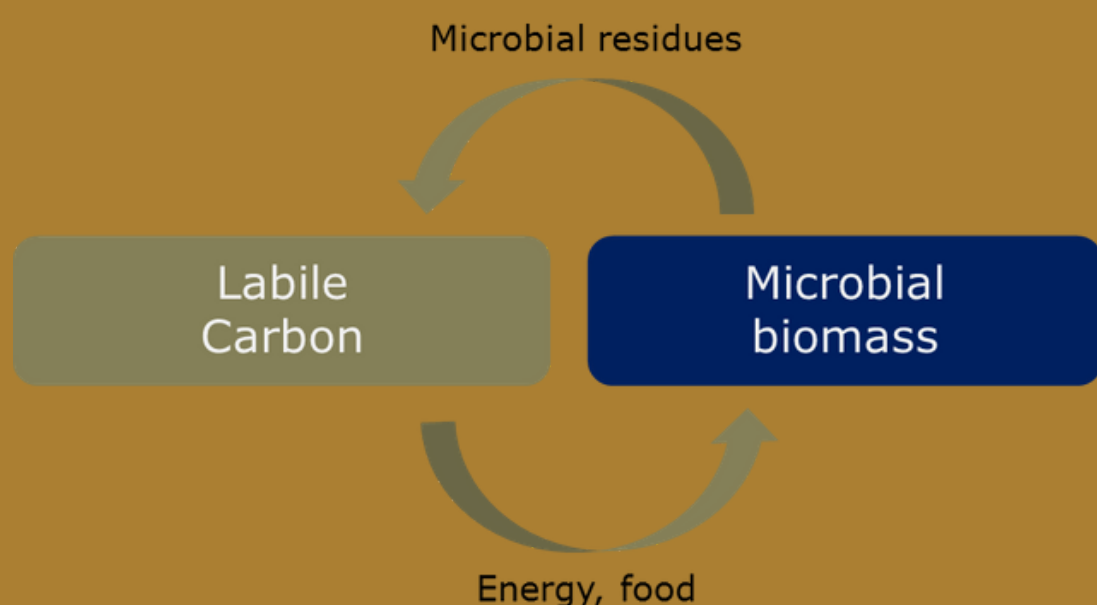 Microbial residues
Labile
Carbon
Microbial
biomass
Energy, food